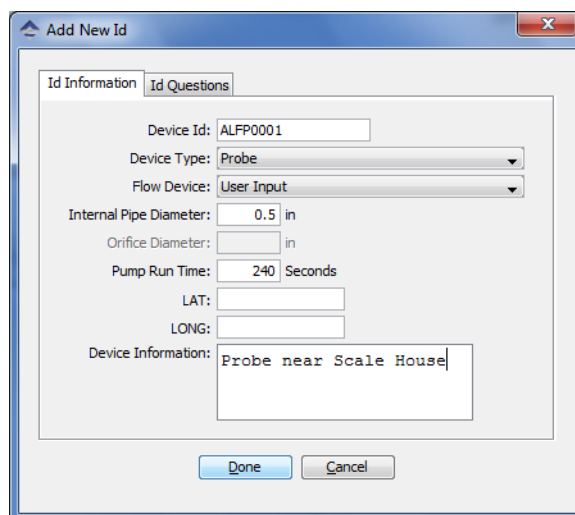 Add New Id
Id Information Id Questions
Device Id: ALFP0001
Device Type: Probe
Flow Device: User Input
Internal Pipe Diameter: 0.5 in
Orifice Diameter: in
Pump Run Time: 240 Seconds
LAT:
LONG:
Device Information: Probe near Scale House
Done Cancel